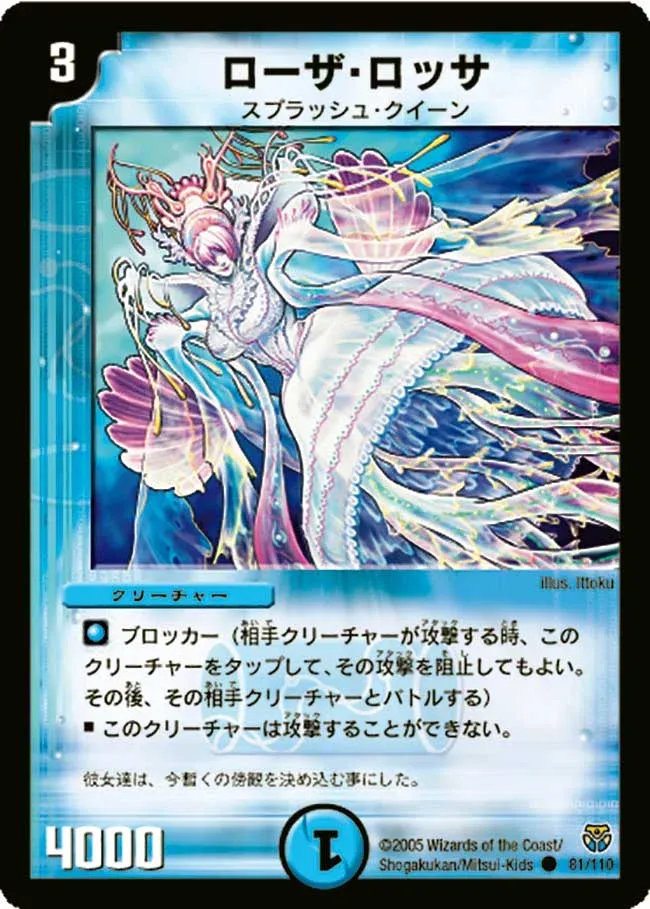 3
ローザ・ロッサ
スプラッシュ・クイーン
illus. Ittoku
クリーチャー
ブロッカー（相手クリーチャーが攻撃する時、この
クリーチャーをタップして、その攻撃を阻止してもよい。
その後、その相手クリーチャーとバトルする）
■ このクリーチャーは攻撃することができない。
彼女達は、今暫くの傍観を決め込む事にした。
4000
1
©2005 Wizards of the Coast/
Shogakukan/Mitsui-Kids ● 81/110